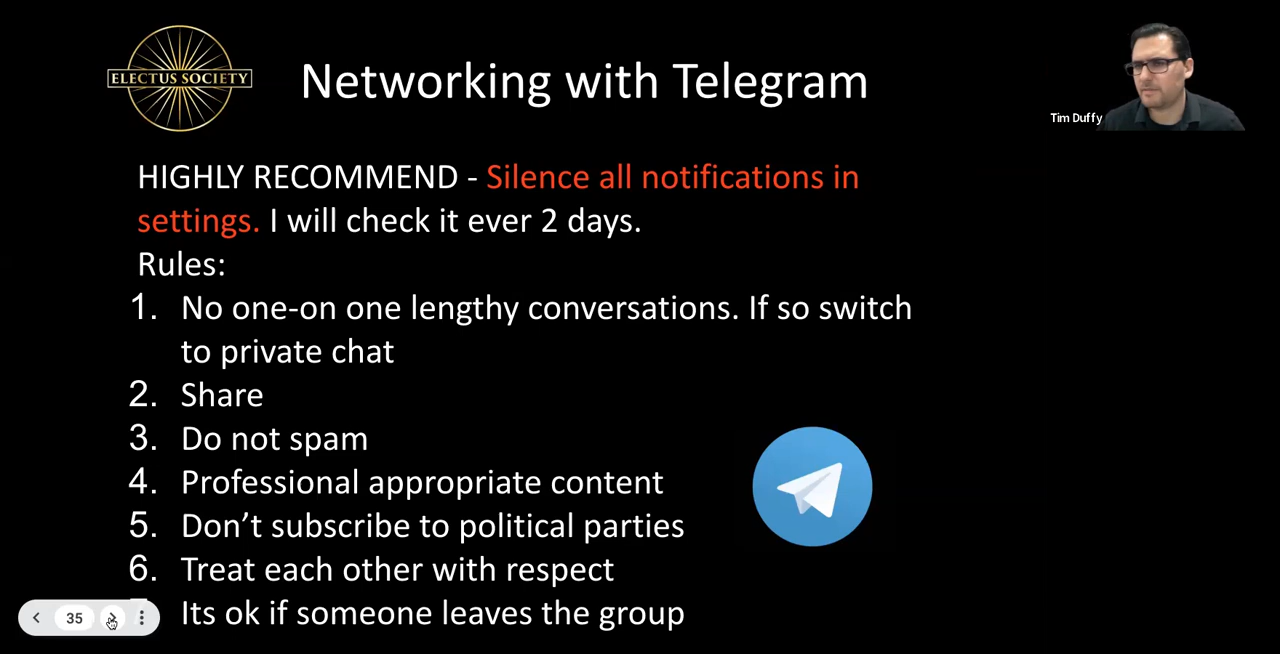 ELECTUS SOCIETY
Networking with Telegram
Tim Duffy
HIGHLY RECOMMEND - Silence all notifications in
settings. I will check it ever 2 days.
Rules:
1. No one-on one lengthy conversations. If so switch
to private chat
2. Share
3. Do not spam
4. Professional appropriate content
5. Don’t subscribe to political parties
6. Treat each other with respect
Its ok if someone leaves the group
35